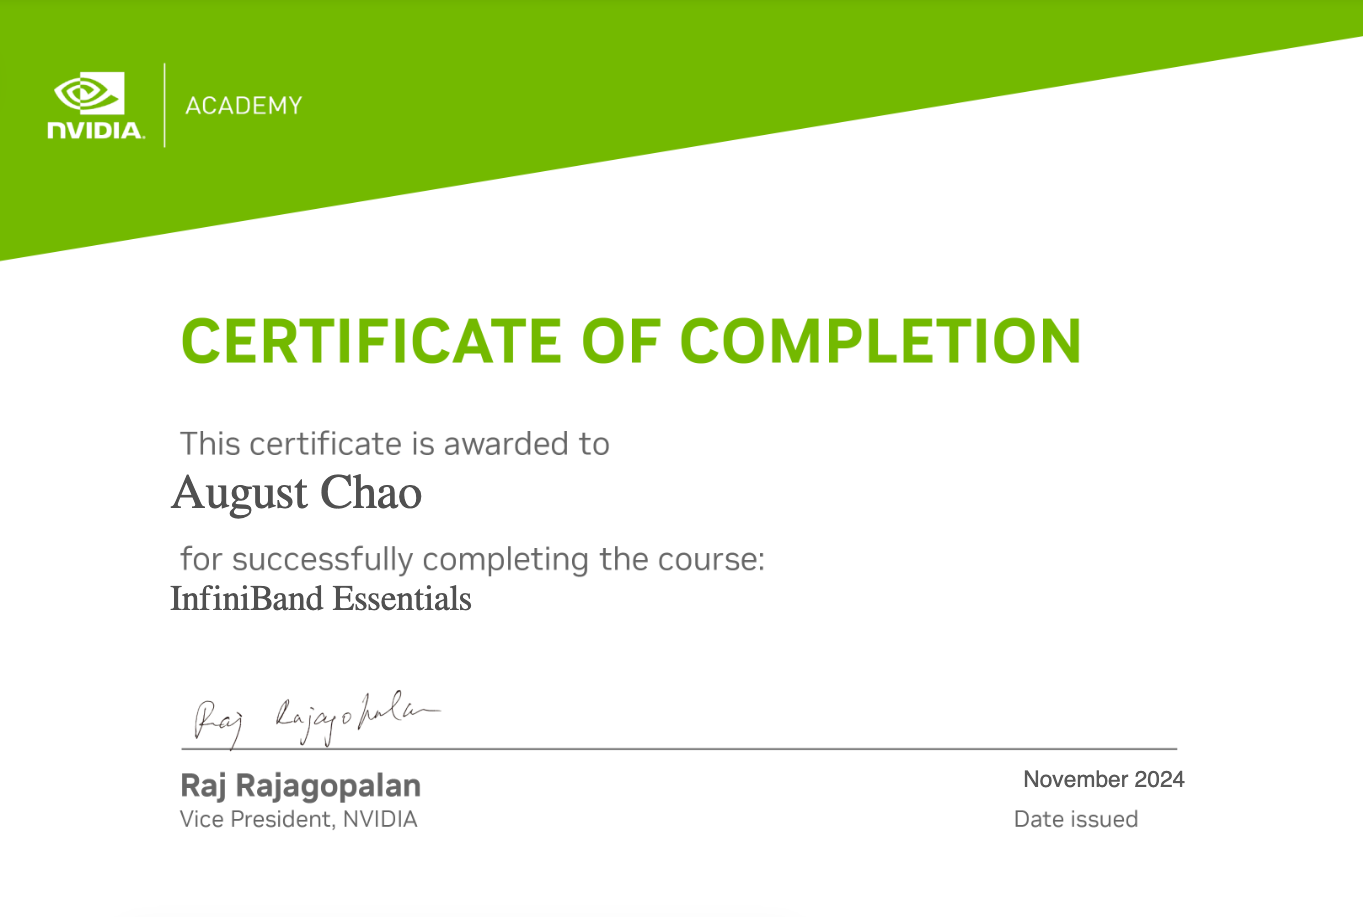 NVIDIA.
ACADEMY
CERTIFICATE OF COMPLETION
This certificate is awarded to
August Chao
for successfully completing the course:
InfiniBand Essentials
Raj Rajagopalan
Raj Rajagopalan
Vice President, NVIDIA
November 2024
Date issued